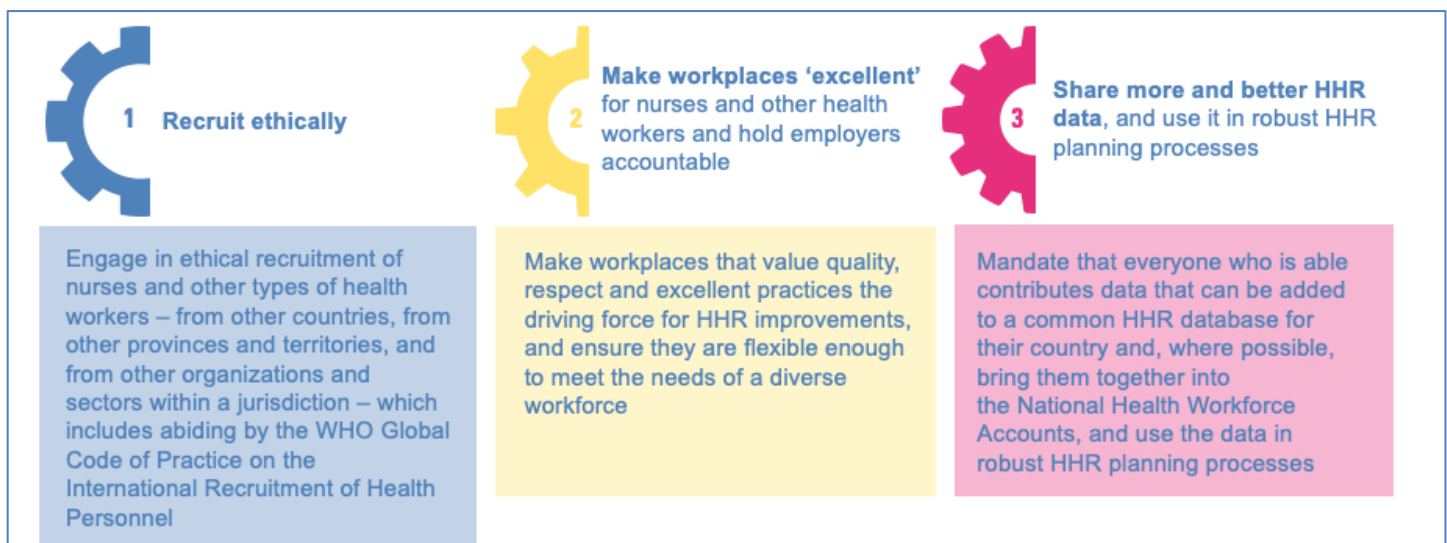 1
Recruit ethically
Engage in ethical recruitment of
nurses and other types of health
workers – from other countries, from
other provinces and territories, and
from other organizations and
sectors within a jurisdiction – which
includes abiding by the WHO Global
Code of Practice on the
International Recruitment of Health
Personnel
2
Make workplaces ‘excellent’
for nurses and other health
workers and hold employers
accountable
Make workplaces that value quality,
respect and excellent practices the
driving force for HHR improvements,
and ensure they are flexible enough
to meet the needs of a diverse
workforce
3
Share more and better HHR
data, and use it in robust HHR
planning processes
Mandate that everyone who is able
contributes data that can be added
to a common HHR database for
their country and, where possible,
bring them together into
the National Health Workforce
Accounts, and use the data in
robust HHR planning processes